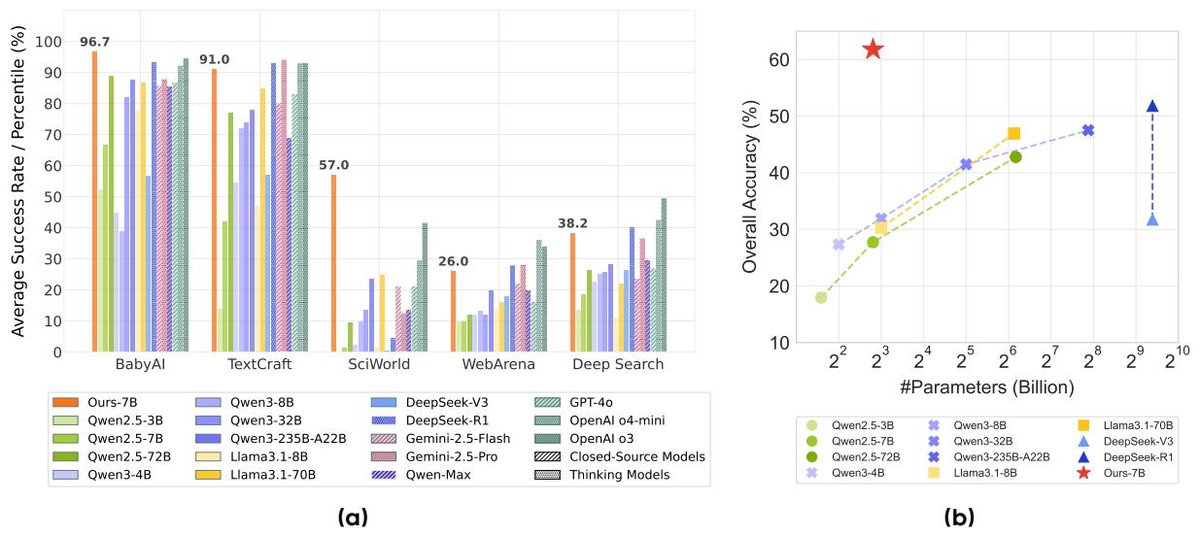 Average Success Rate / Percentile (%)
100
90
80
70
60
50
40
30
20
10
0
96.7
91.0
57.0
26.0
38.2
BabyAI
TextCraft
SciWorld
WebArena
Deep Search
Ours-7B
Qwen2.5-3B
Qwen2.5-7B
Qwen2.5-72B
Qwen3-4B
Qwen3-8B
Qwen3-32B
Qwen3-235B-A22B
Llama3.1-8B
Llama3.1-70B
DeepSeek-V3
DeepSeek-R1
Gemini-2.5-Flash
Gemini-2.5-Pro
Qwen-Max
GPT-4o
OpenAI o4-mini
OpenAI o3
Closed-Source Models
Thinking Models
(a)
Overall Accuracy (%)
60
50
40
30
20
10
2^2 2^3 2^4 2^5 2^6 2^7 2^8 2^9 2^10
#Parameters (Billion)
Qwen2.5-3B
Qwen2.5-7B
Qwen2.5-72B
Qwen3-4B
Qwen3-8B
Qwen3-32B
Qwen3-235B-A22B
Llama3.1-8B
Llama3.1-70B
DeepSeek-V3
DeepSeek-R1
Ours-7B
(b)